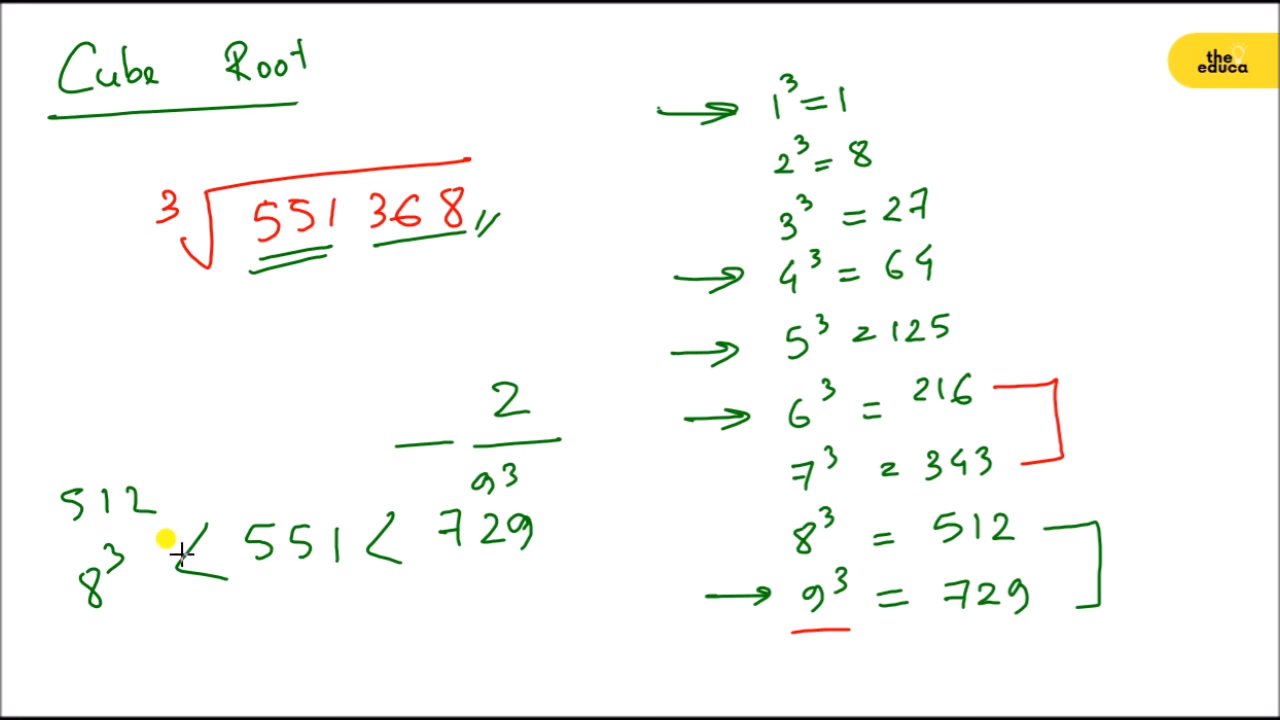 Cube Root
³√551 368
2
9³
512 < 551 < 729
8³
the
educa
1³ = 1
2³ = 8
3³ = 27
4³ = 64
5³ = 125
6³ = 216
7³ = 343
8³ = 512
9³ = 729